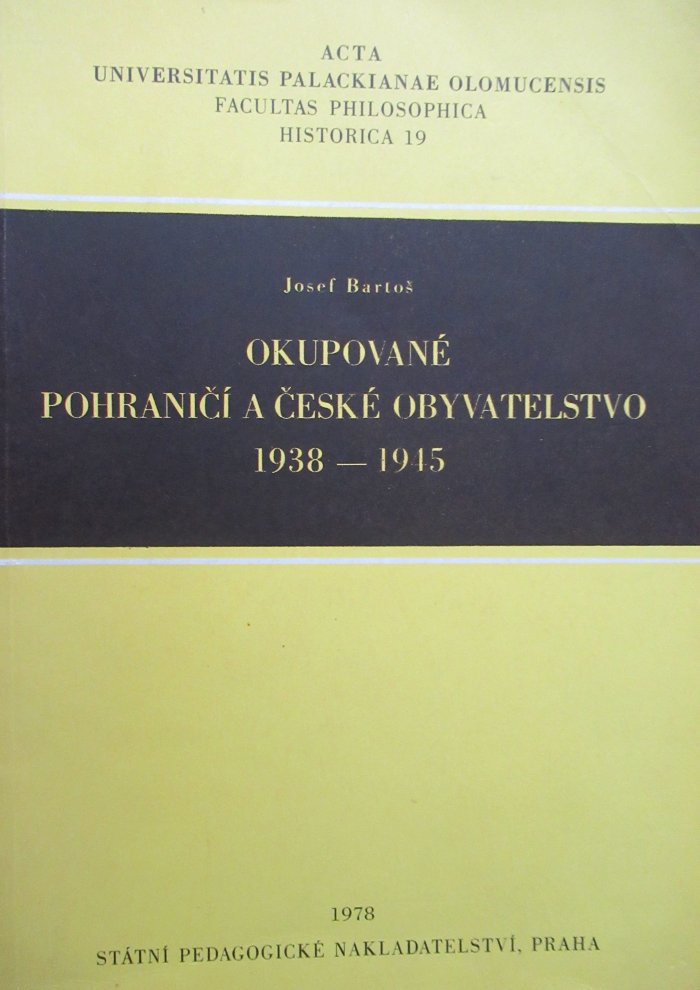 ACTA
UNIVERSITATIS PALACKIANAE OLOMUCENSIS
FACULTAS PHILOSOPHICA
HISTORICA 19
Josef Bartoš
OKUPOVANÉ
POHRANIČÍ A ČESKÉ OBYVATELSTVO
1938 — 1945
1978
STÁTNÍ PEDAGOGICKÉ NAKLADATELSTVÍ, PRAHA